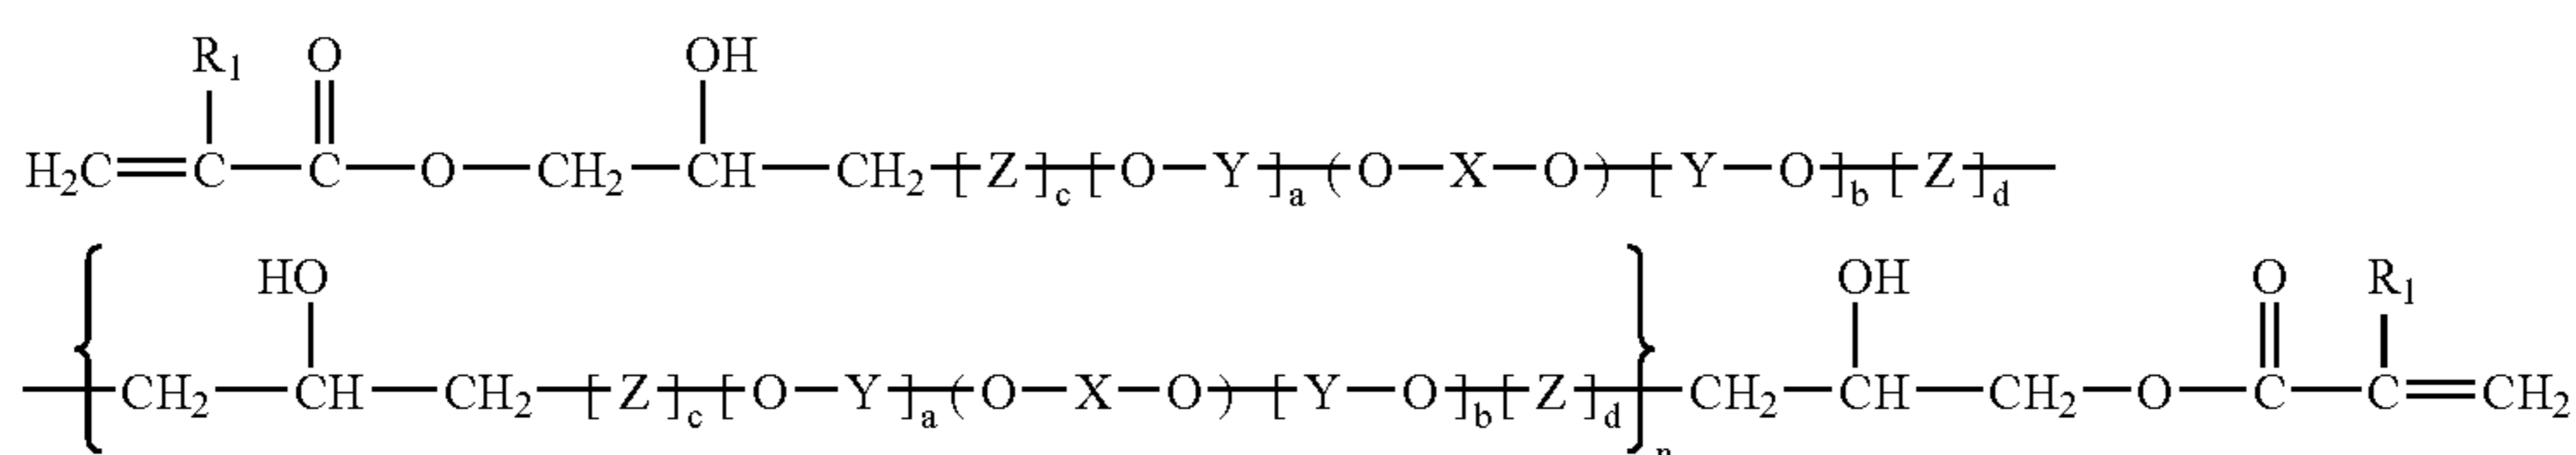 R1 O OH
H2C=C—C—O—CH2—CH—CH2—[Z]c[O—Y]a(O—X—O)[Y—O]b[Z]d—
HO OH O R1
—{CH2—CH—CH2—[Z]c[O—Y]a(O—X—O)[Y—O]b[Z]d}n CH2—CH—CH2—O—C—C=CH2